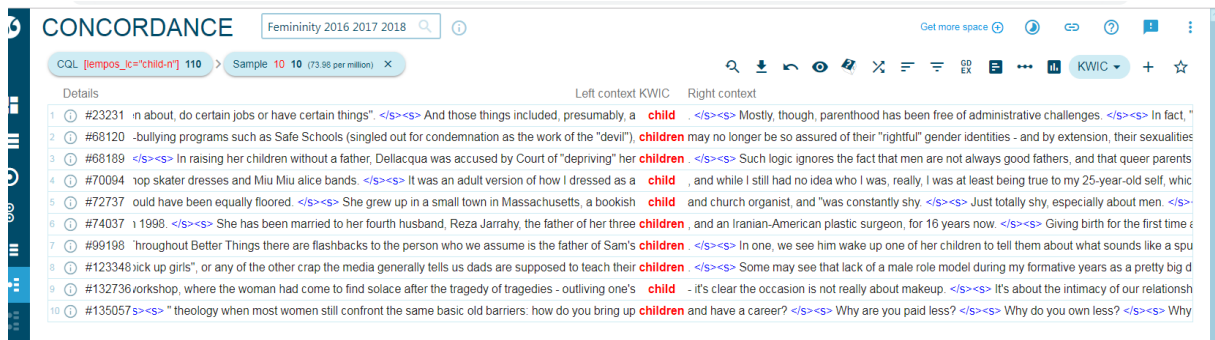 CONCORDANCE Femininity 2016 2017 2018 Get more space
CQL [lempos_lc="child-n"] 110 > Sample 10 10 (73.98 per million) × GD EX KWIC
Details Left context KWIC Right context
1 #23231 on about, do certain jobs or have certain things". </s><s> And those things included, presumably, a child . </s><s> Mostly, though, parenthood has been free of administrative challenges. </s><s> In fact, "
2 #68120 -bullying programs such as Safe Schools (singled out for condemnation as the work of the "devil"), children may no longer be so assured of their "rightful" gender identities - and by extension, their sexualities
3 #68189 </s><s> In raising her children without a father, Dellacqua was accused by Court of "depriving" her children . </s><s> Such logic ignores the fact that men are not always good fathers, and that queer parents
4 #70094 hop skater dresses and Miu Miu alice bands. </s><s> It was an adult version of how I dressed as a child , and while I still had no idea who I was, really, I was at least being true to my 25-year-old self, whic
5 #72737 ould have been equally floored. </s><s> She grew up in a small town in Massachusetts, a bookish child and church organist, and "was constantly shy. </s><s> Just totally shy, especially about men. </s>
6 #74037 1998. </s><s> She has been married to her fourth husband, Reza Jarrahy, the father of her three children , and an Iranian-American plastic surgeon, for 16 years now. </s><s> Giving birth for the first time
7 #99198 Throughout Better Things there are flashbacks to the person who we assume is the father of Sam's children . </s><s> In one, we see him wake up one of her children to tell them about what sounds like a spu
8 #123348 pick up girls", or any of the other crap the media generally tells us dads are supposed to teach their children . </s><s> Some may see that lack of a male role model during my formative years as a pretty big d
9 #132736 workshop, where the woman had come to find solace after the tragedy of tragedies - outliving one's child - it's clear the occasion is not really about makeup. </s><s> It's about the intimacy of our relationsh
10 #135057 s><s> " theology when most women still confront the same basic old barriers: how do you bring up children and have a career? </s><s> Why are you paid less? </s><s> Why do you own less? </s><s> Why